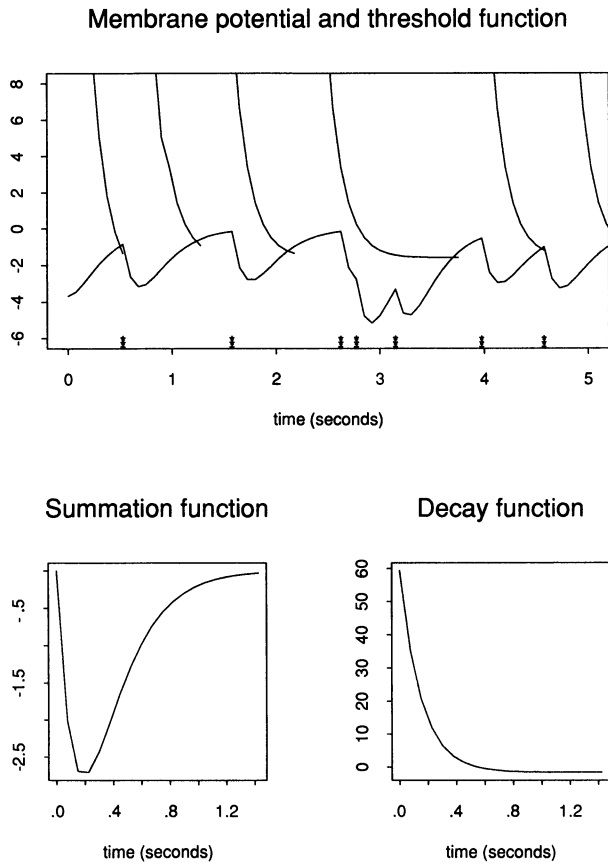 Membrane potential and threshold function
8
6
4
2
0
-2
-4
-6
0 1 2 3 4 5
time (seconds)
Summation function
-.5
-1.5
-2.5
.0 .4 .8 1.2
time (seconds)
Decay function
60
50
40
30
20
10
0
.0 .4 .8 1.2
time (seconds)